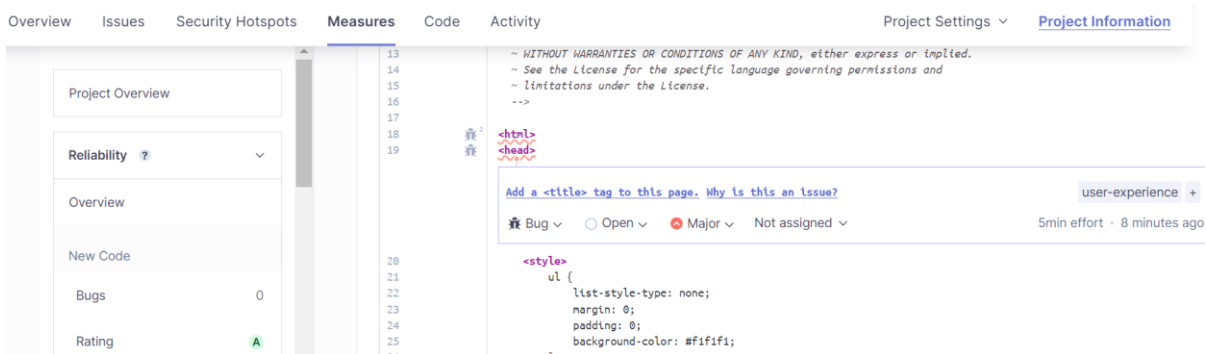 Overview Issues Security Hotspots Measures Code Activity Project Settings Project Information
Project Overview
Reliability ?
Overview
New Code
Bugs 0
Rating A
13 ~ WITHOUT WARRANTIES OR CONDITIONS OF ANY KIND, either express or implied.
14 ~ See the License for the specific language governing permissions and
15 ~ limitations under the License.
16 -->
17
18 2 <html>
19 <head>
Add a <title> tag to this page. Why is this an issue? user-experience +
Bug Open Major Not assigned 5min effort · 8 minutes ago
20 <style>
21 ul {
22 list-style-type: none;
23 margin: 0;
24 padding: 0;
25 background-color: #f1f1f1;